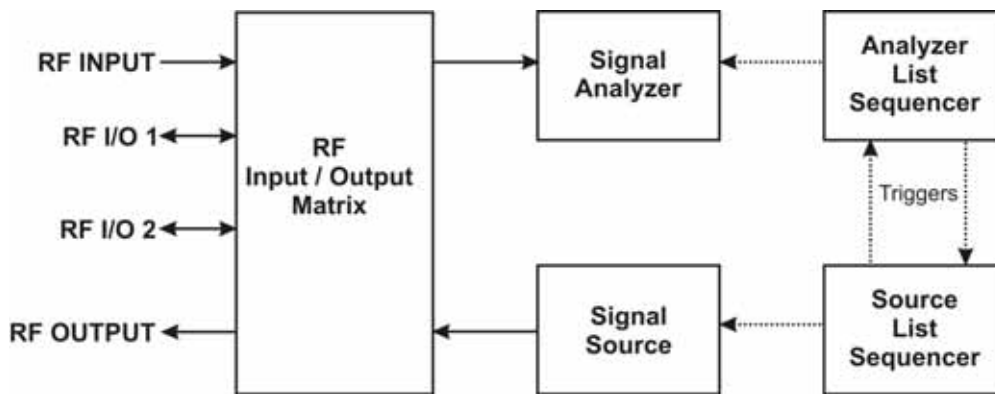 RF INPUT
RF I/O 1
RF I/O 2
RF OUTPUT
RF
Input / Output
Matrix
Signal
Analyzer
Analyzer
List
Sequencer
Triggers
Signal
Source
Source
List
Sequencer